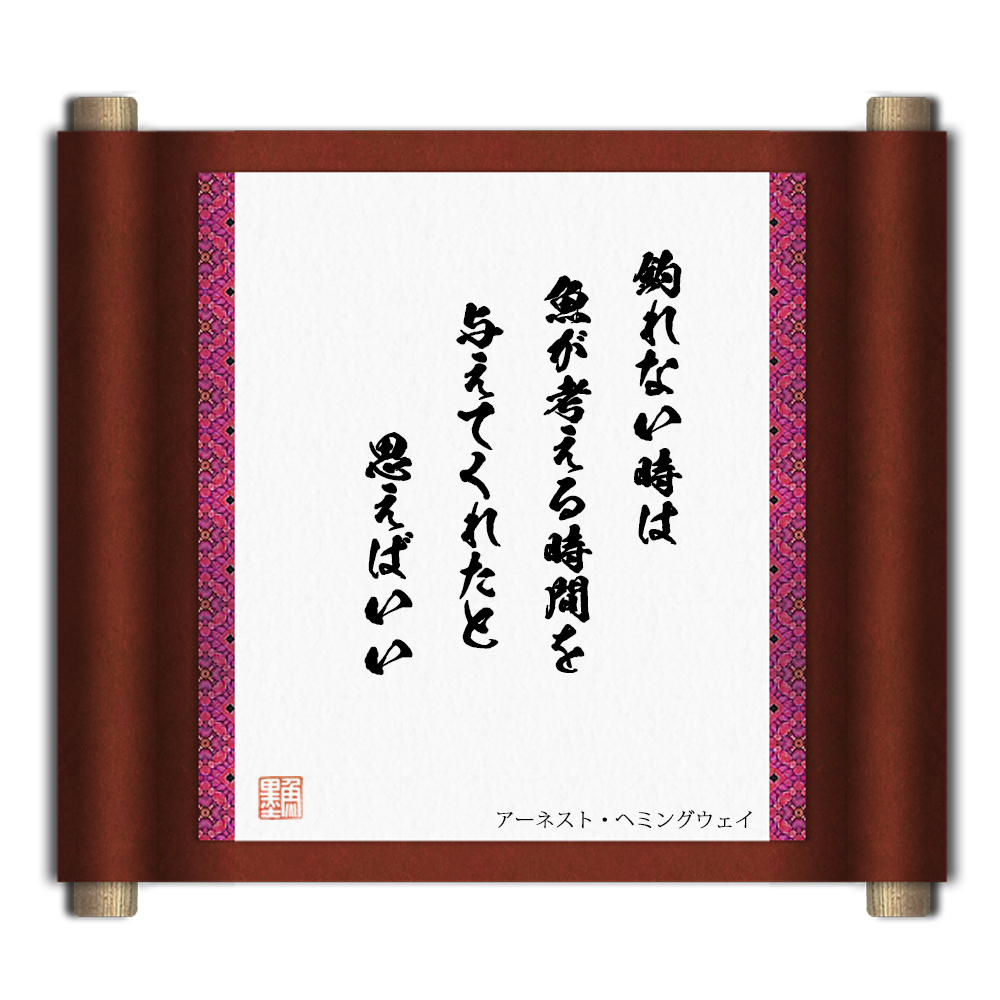 釣れない時は
魚が考える時間を
与えてくれたと
思えばいい
アーネスト・ヘミングウェイ
魚墨